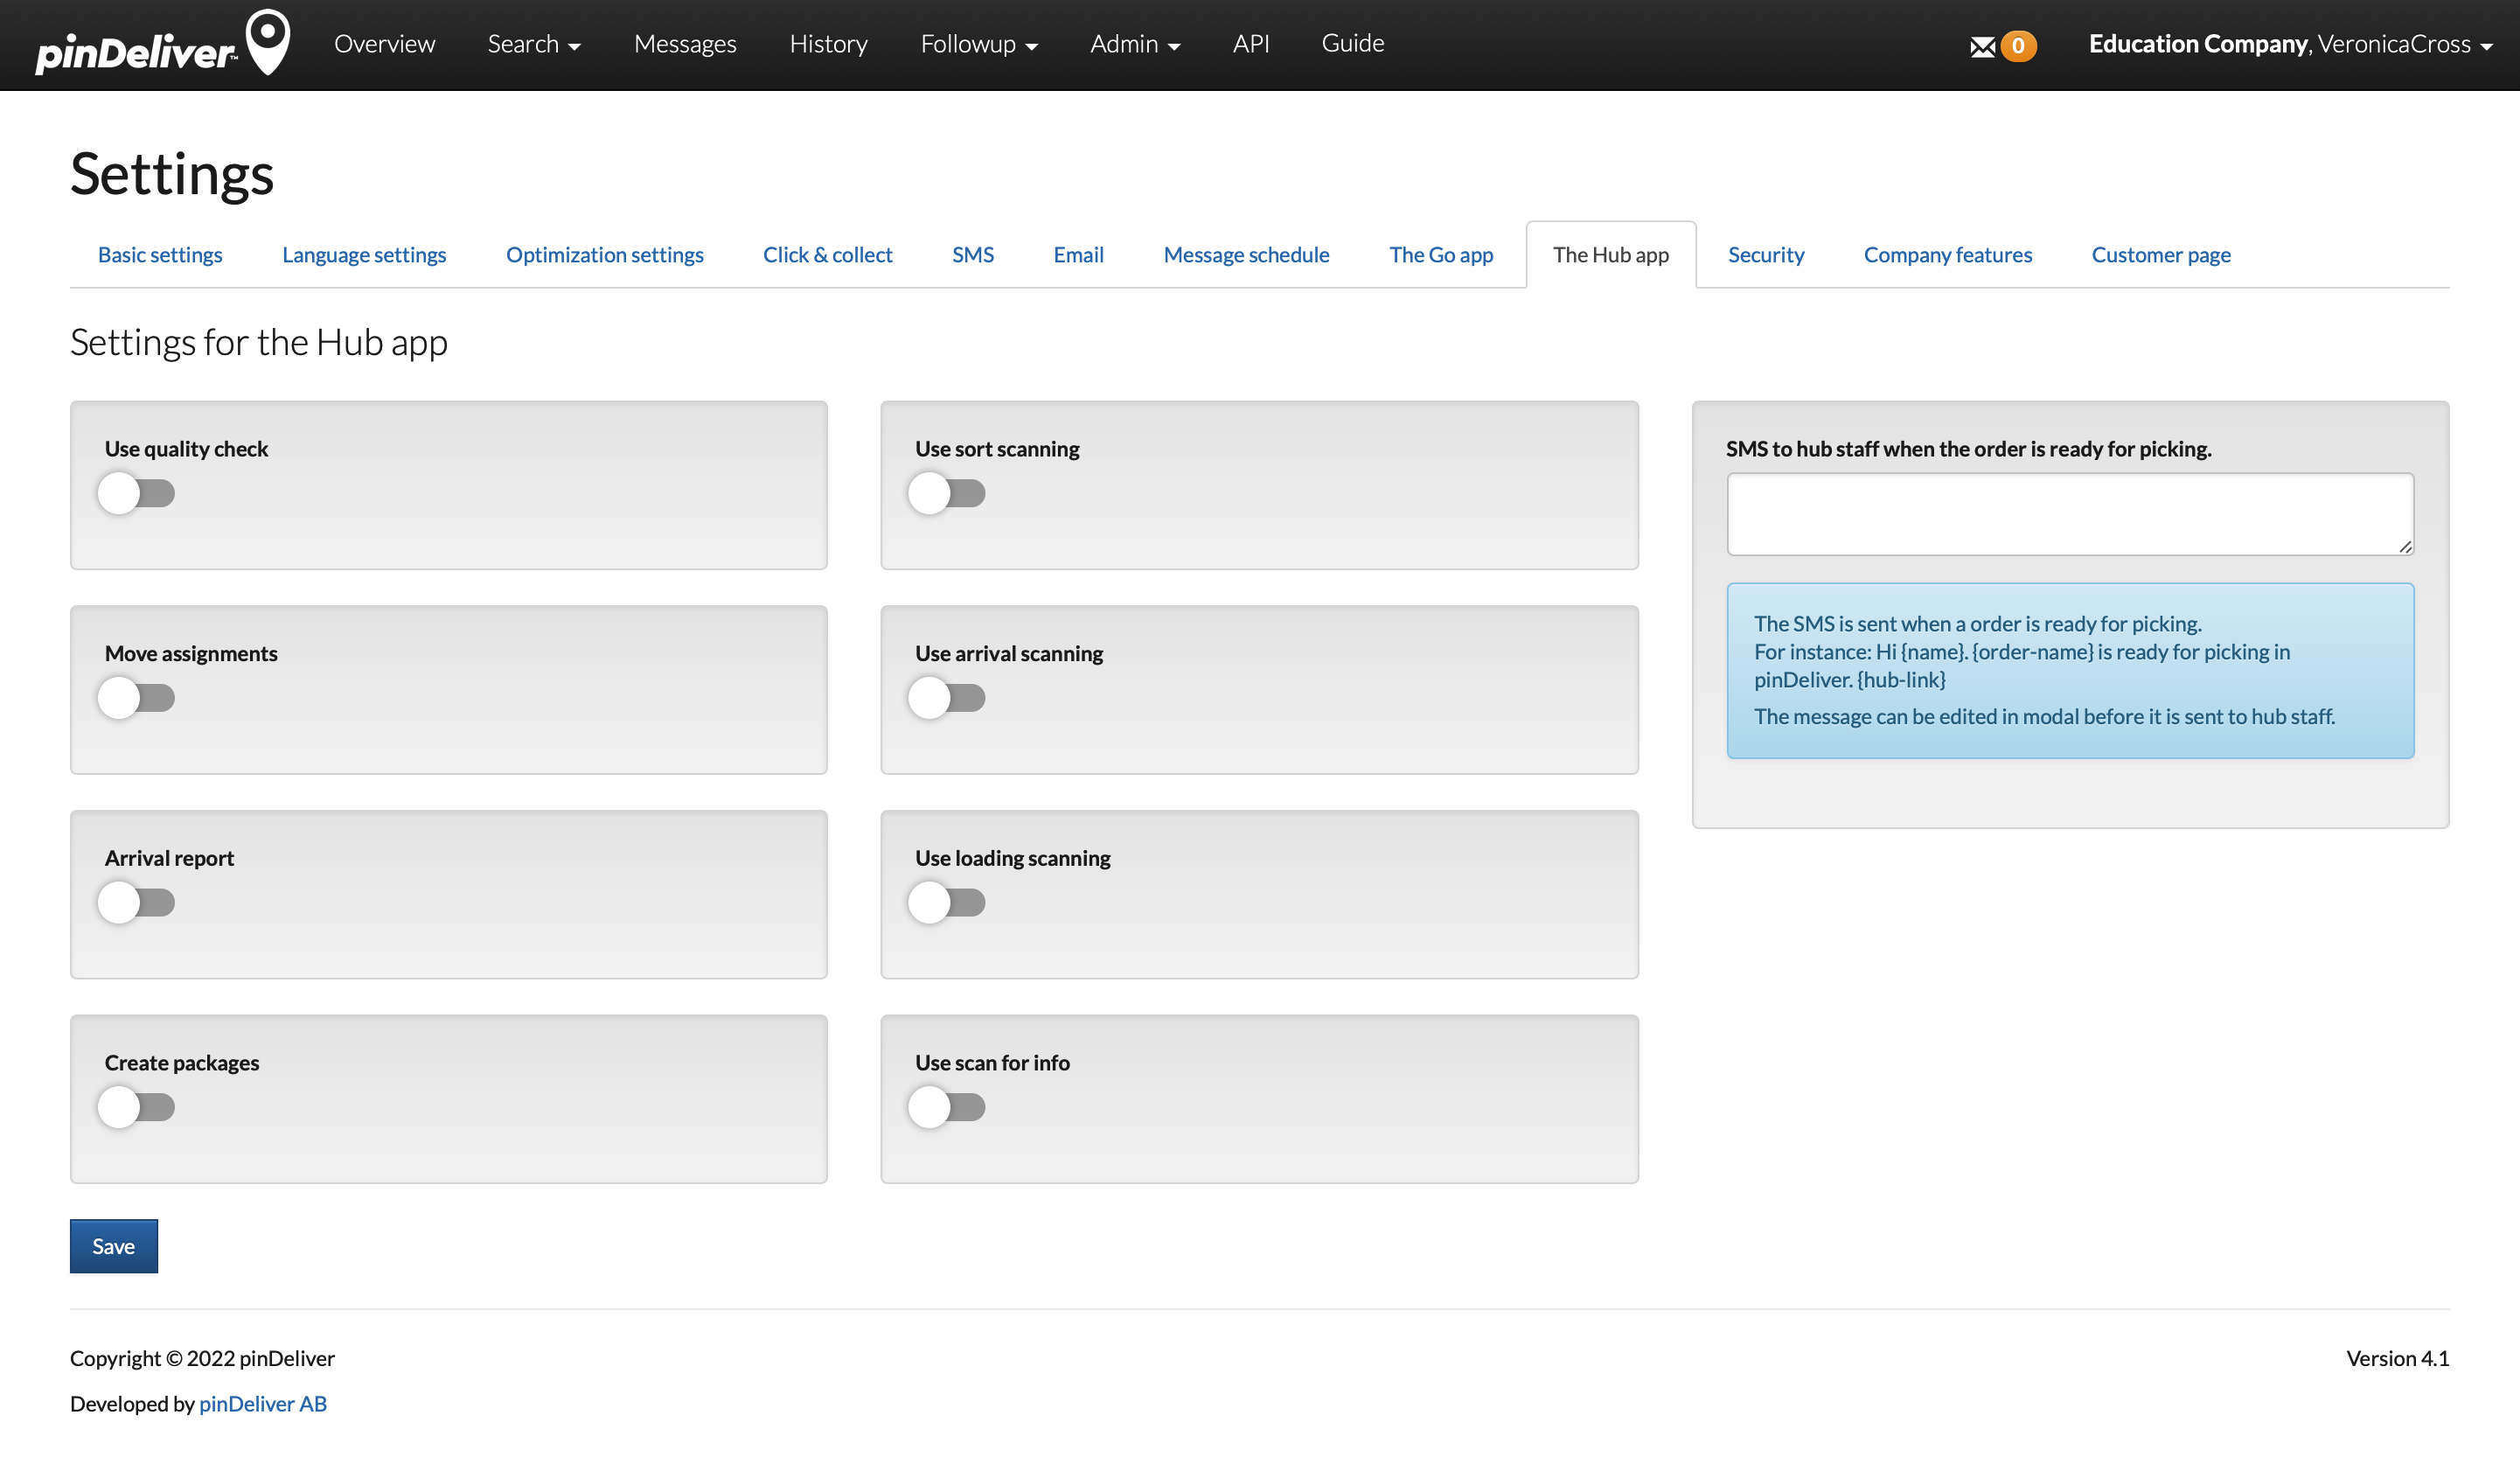 pinDeliver™ Overview Search Messages History Followup Admin API Guide 0 Education Company, VeronicaCross
Settings
Basic settings Language settings Optimization settings Click & collect SMS Email Message schedule The Go app The Hub app Security Company features Customer page
Settings for the Hub app
Use quality check
Use sort scanning
SMS to hub staff when the order is ready for picking.
The SMS is sent when a order is ready for picking.
For instance: Hi {name}. {order-name} is ready for picking in
pinDeliver. {hub-link}
The message can be edited in modal before it is sent to hub staff.
Move assignments
Use arrival scanning
Arrival report
Use loading scanning
Create packages
Use scan for info
Save
Copyright © 2022 pinDeliver
Version 4.1
Developed by pinDeliver AB